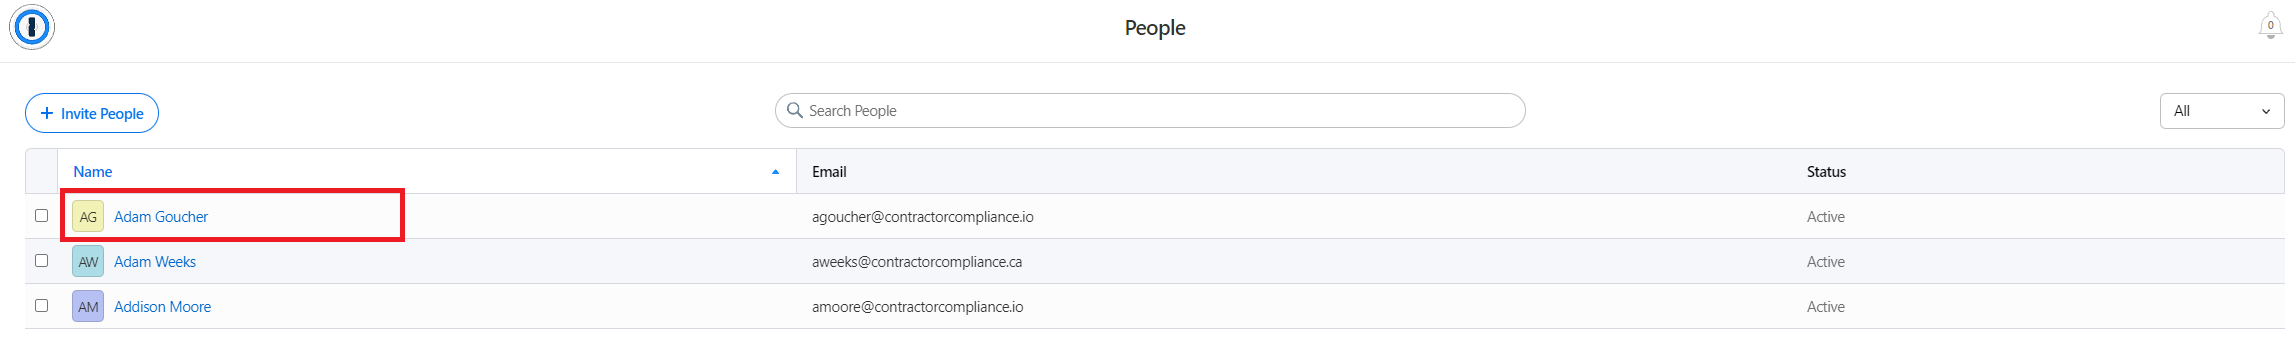 People
0
+ Invite People
Search People
All
Name Email Status
AG Adam Goucher agoucher@contractorcompliance.io Active
AW Adam Weeks aweeks@contractorcompliance.ca Active
AM Addison Moore amoore@contractorcompliance.io Active